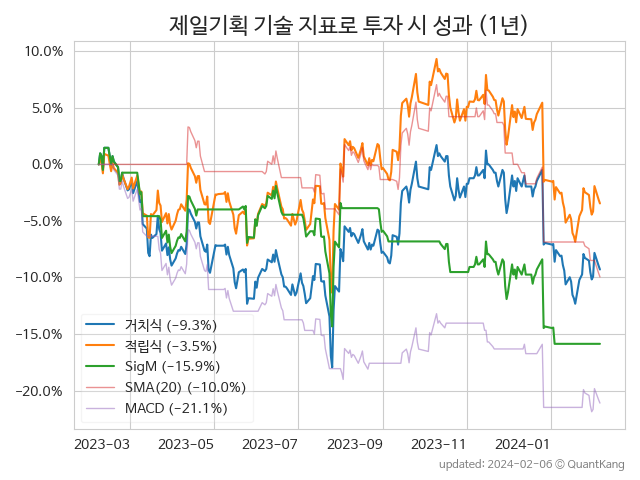 제일기획 기술 지표로 투자 시 성과 (1년)
10.0%
5.0%
0.0%
−5.0%
−10.0%
−15.0%
−20.0%
거치식 (−9.3%)
적립식 (−3.5%)
SigM (−15.9%)
SMA(20) (−10.0%)
MACD (−21.1%)
2023−03 2023−05 2023−07 2023−09 2023−11 2024−01
updated: 2024-02-06 © QuantKang